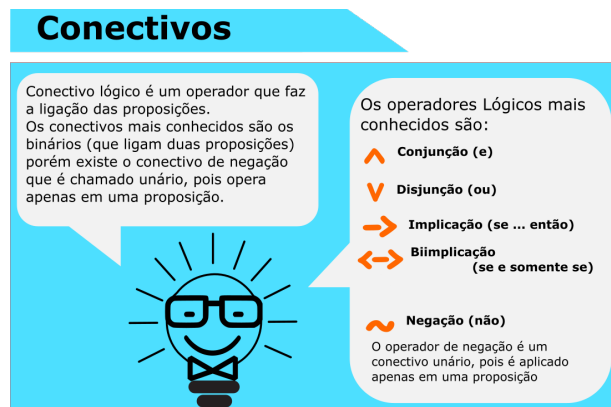 Conectivos
Conectivo lógico é um operador que faz
a ligação das proposições.
Os conectivos mais conhecidos são os
binários (que ligam duas proposições)
porém existe o conectivo de negação
que é chamado unário, pois opera
apenas em uma proposição.
Os operadores Lógicos mais
conhecidos são:
Conjunção (e)
Disjunção (ou)
Implicação (se ... então)
Biimplicação
(se e somente se)
Negação (não)
O operador de negação é um
conectivo unário, pois é aplicado
apenas em uma proposição